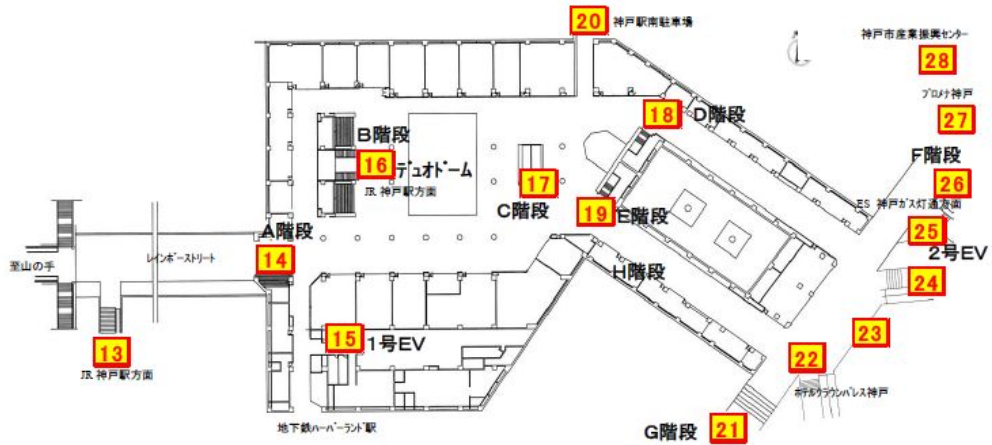 20 神戸駅南駐車場
神戸市産業振興センター
28
プロメナ神戸
27
18 D階段
B階段
16 デュオドーム
JR 神戸駅方面
17
C階段
F階段
26
ES 神戸ガス灯通方面
19 E階段
25
2号EV
A階段
14
レインボーストリート
至山の手
H階段
24
13
JR 神戸駅方面
15 1号EV
23
22
ホテルクラウンパレス神戸
地下鉄ハーバーランド駅
G階段 21